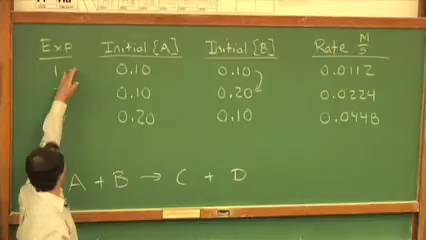 Exp Initial [A] Initial [B] Rate M/S
1 0.10 0.10 0.0112
0.10 0.20 0.0224
0.20 0.10 0.0448
A + B → C + D